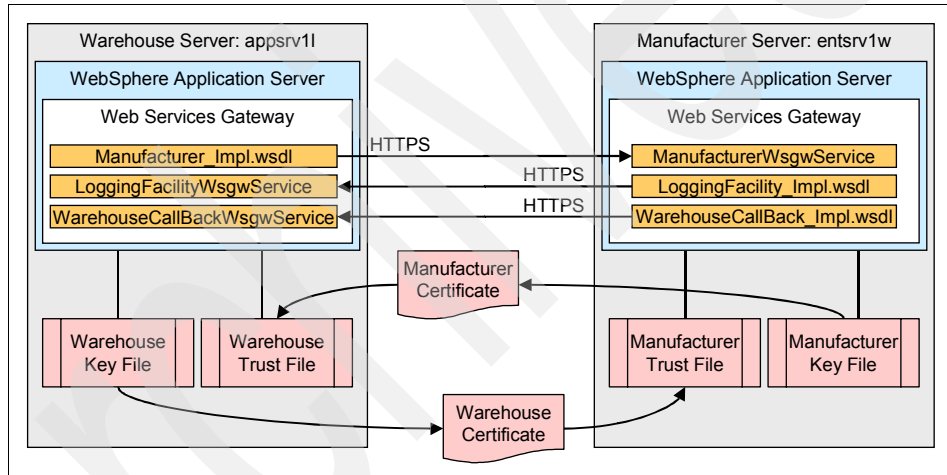 Warehouse Server: appsrv1l
WebSphere Application Server
Web Services Gateway
Manufacturer_Impl.wsdl
LoggingFacilityWsgwService
WarehouseCallBackWsgwService
HTTPS
HTTPS
HTTPS
Manufacturer Server: entsrv1w
WebSphere Application Server
Web Services Gateway
ManufacturerWsgwService
LoggingFacility_Impl.wsdl
WarehouseCallBack_Impl.wsdl
Manufacturer
Certificate
Warehouse
Key File
Warehouse
Trust File
Manufacturer
Trust File
Manufacturer
Key File
Warehouse
Certificate